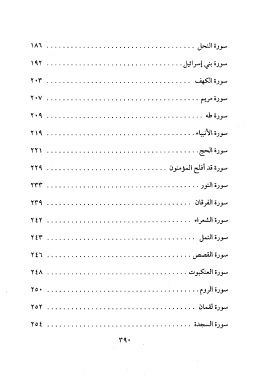 سورة النحل ١٨٦
سورة بني إسرائيل ١٩٢
سورة الكهف ٢٠٣
سورة مريم ٢٠٧
سورة طه ٢٠٩
سورة الأنبياء ٢١٩
سورة الحج ٢٢١
سورة قد أفلح المؤمنون ٢٢٩
سورة النور ٢٣٣
سورة الفرقان ٢٣٩
سورة الشعراء ٢٤٢
سورة النمل ٢٤٣
سورة القصص ٢٤٦
سورة العنكبوت ٢٤٨
سورة الروم ٢٥٠
سورة لقمان ٢٥٢
سورة السجدة ٢٥٤
٣٩٠